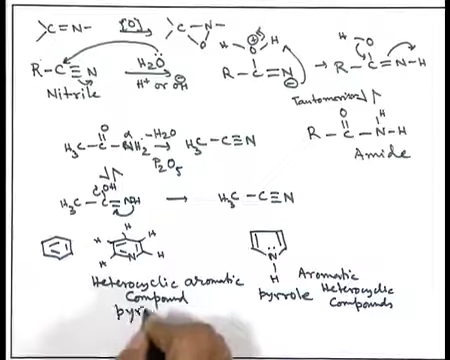 >C=N− [O] >C−N− O
R−C≡N H₂O H⁺ or OH⁻ R−C=N⁻ → R−C=N−H
Nitrile
Tautomerism
R−C−N−H
Amide
H₃C−C−NH₂ −H₂O P₂O₅ H₃C−C≡N
H₃C−C=NH → H₃C−C≡N
Heterocyclic aromatic
Compound
pyr
pyrrole
Aromatic
Heterocyclic
Compounds